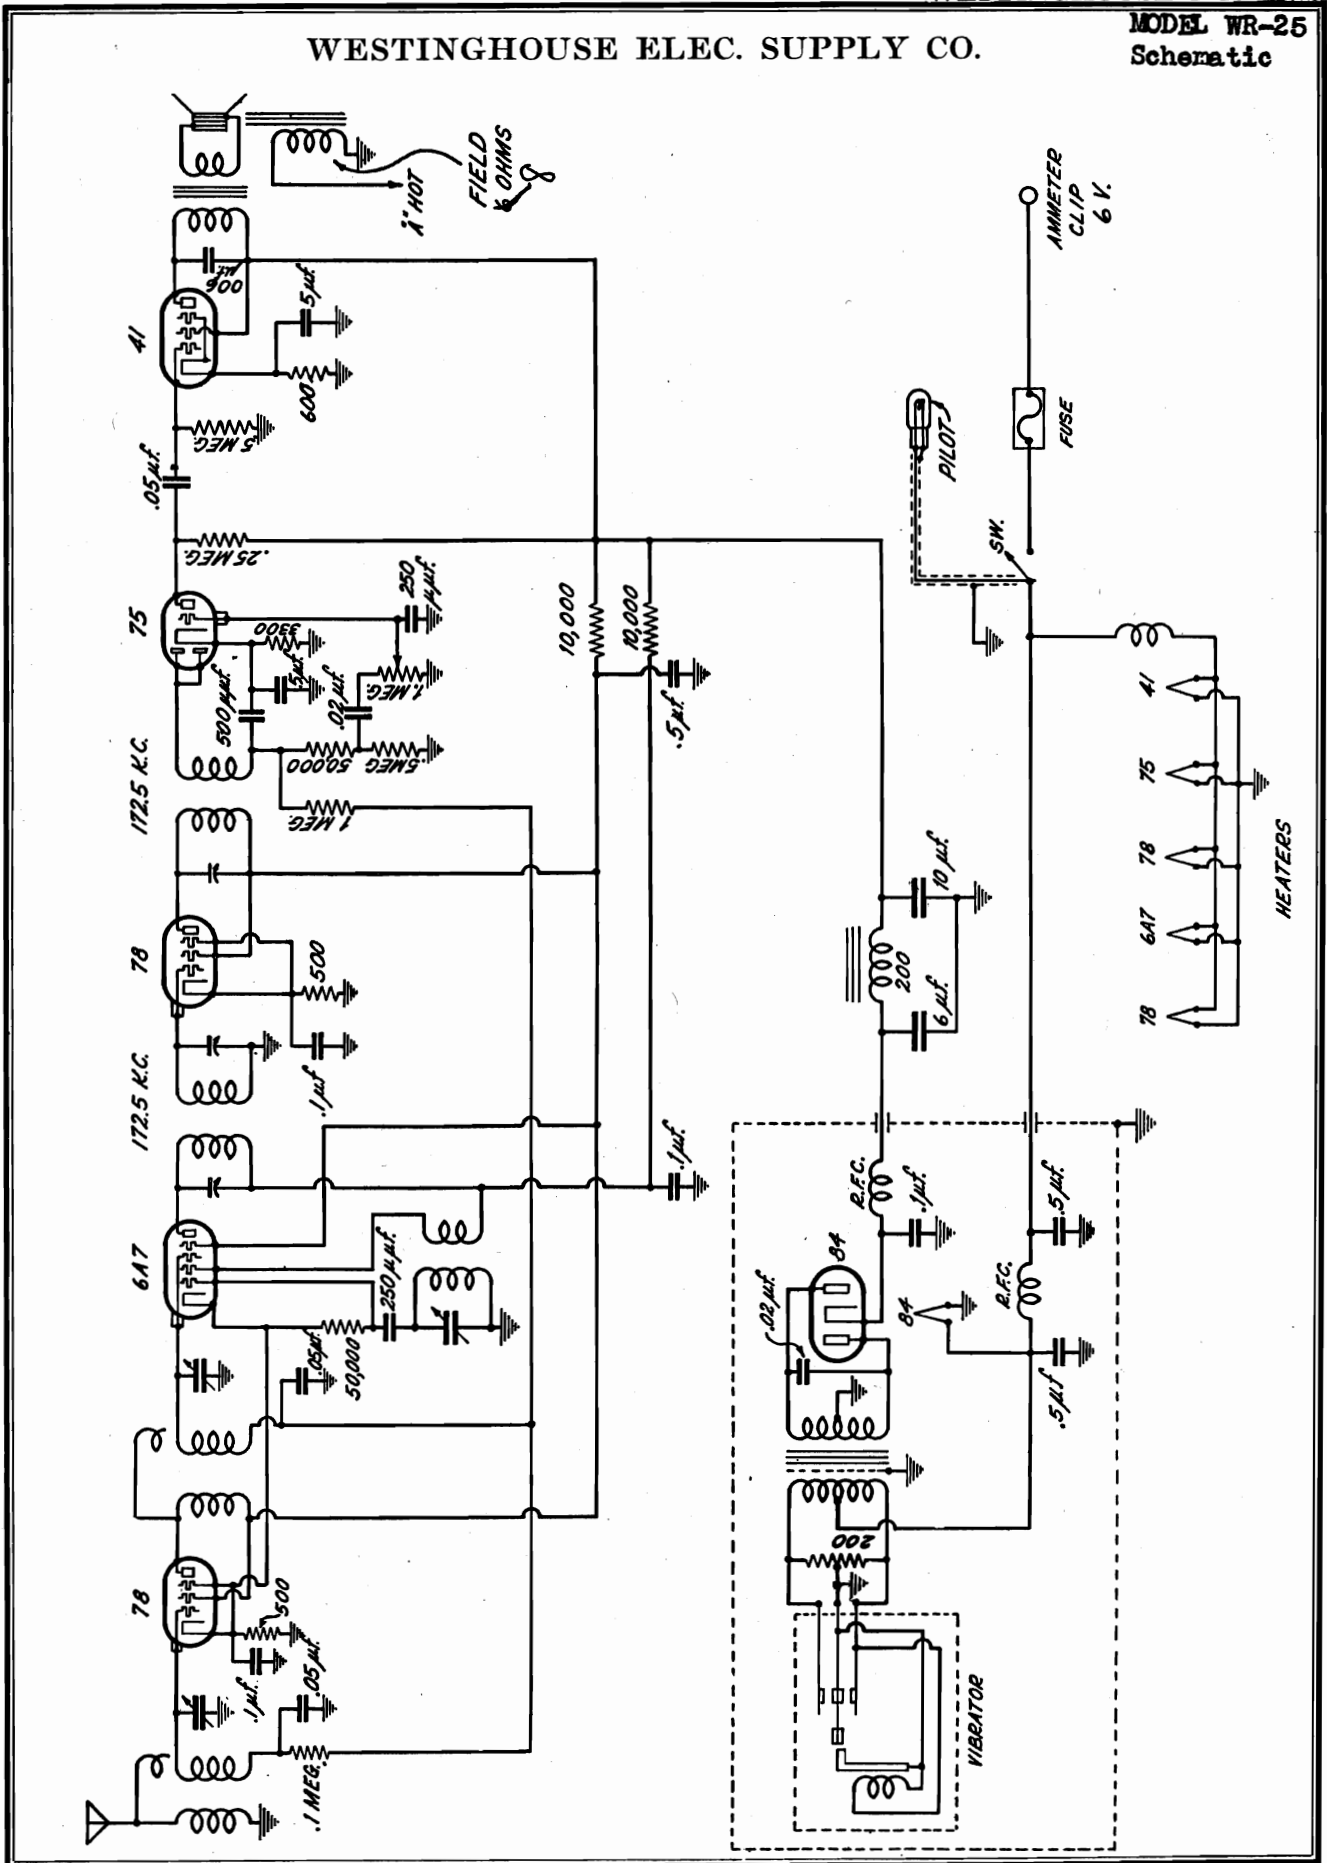 MODEL WR-25
Schematic
WESTINGHOUSE ELEC. SUPPLY CO.
FIELD
6 OHMS
8
"A" HOT
41
.006 µf.
5µf.
600
.5 MEG.
.05µf.
.25 MEG.
75
250 µµf.
3300
.5µf.
500µµf.
.02µf.
1. MEG.
50,000
.5MEG
1 MEG.
172.5 K.C.
78
500
.1µf
172.5 K.C.
6A7
250µµf.
.05µf.
50,000
78
500
.1µf.
.05µf.
.1 MEG.
10,000
10,000
.5µf
.1µf.
AMMETER
CLIP
6 V.
FUSE
PILOT
SW.
10µf.
200
6µf.
R.F.C.
.1µf.
84
.02µf.
84
R.F.C.
.5µf.
.5µf
200
VIBRATOR
41
75
78
6A7
78
HEATERS